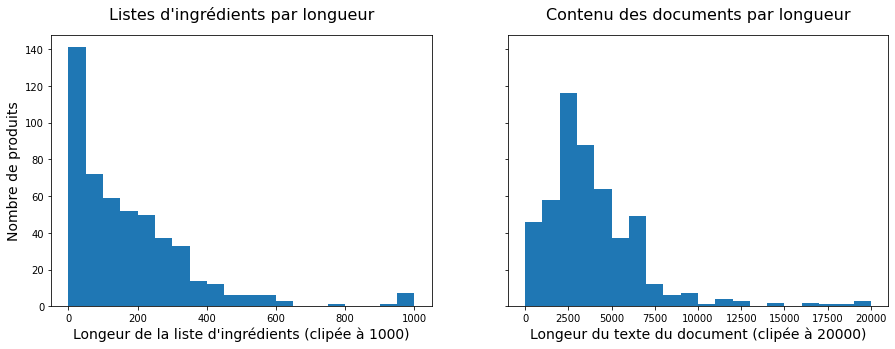 Listes d'ingrédients par longueur
Contenu des documents par longueur
140
120
100
80
60
40
20
0
Nombre de produits
0 200 400 600 800 1000
Longeur de la liste d'ingrédients (clipée à 1000)
0 2500 5000 7500 10000 12500 15000 17500 20000
Longeur du texte du document (clipée à 20000)